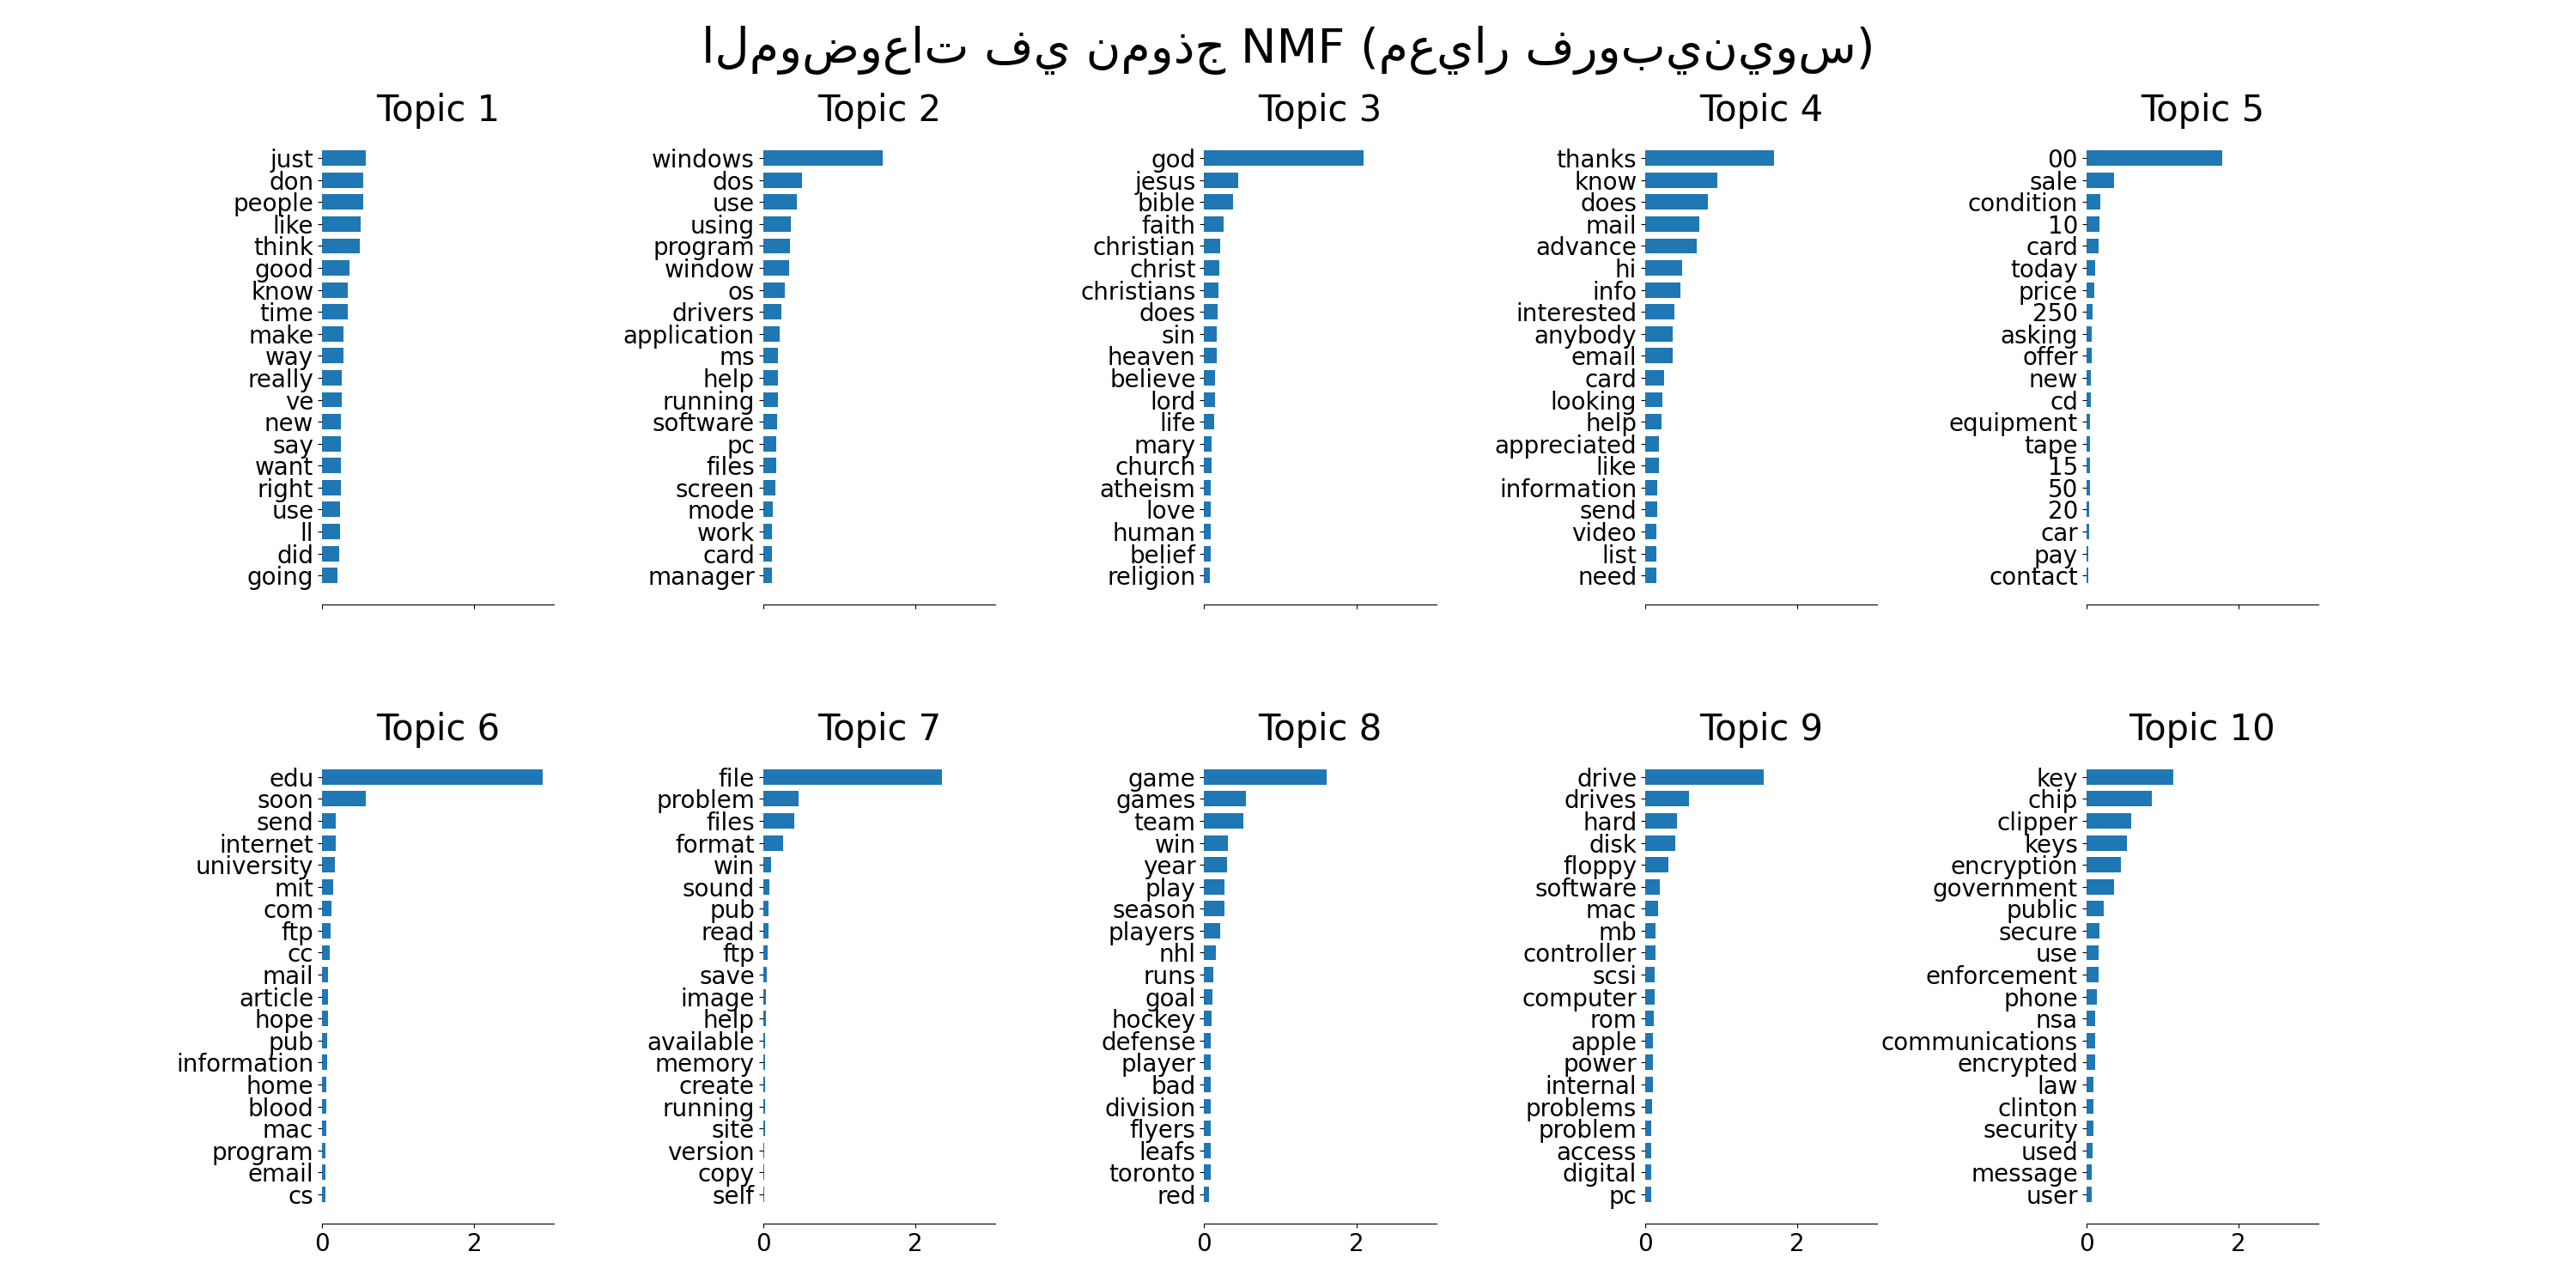 الموضوعات في نموذج NMF (معيار فروبينيوس)
Topic 1
just
don
people
like
think
good
know
time
make
way
really
ve
new
say
want
right
use
ll
did
going
Topic 2
windows
dos
use
using
program
window
os
drivers
application
ms
help
running
software
pc
files
screen
mode
work
card
manager
Topic 3
god
jesus
bible
faith
christian
christ
christians
does
sin
heaven
believe
lord
life
mary
church
atheism
love
human
belief
religion
Topic 4
thanks
know
does
mail
advance
hi
info
interested
anybody
email
card
looking
help
appreciated
like
information
send
video
list
need
Topic 5
00
sale
condition
10
card
today
price
250
asking
offer
new
cd
equipment
tape
15
50
20
car
pay
contact
Topic 6
edu
soon
send
internet
university
mit
com
ftp
cc
mail
article
hope
pub
information
home
blood
mac
program
email
cs
0 2
Topic 7
file
problem
files
format
win
sound
pub
read
ftp
save
image
help
available
memory
create
running
site
version
copy
self
0 2
Topic 8
game
games
team
win
year
play
season
players
nhl
runs
goal
hockey
defense
player
bad
division
flyers
leafs
toronto
red
0 2
Topic 9
drive
drives
hard
disk
floppy
software
mac
mb
controller
scsi
computer
rom
apple
power
internal
problems
problem
access
digital
pc
0 2
Topic 10
key
chip
clipper
keys
encryption
government
public
secure
use
enforcement
phone
nsa
communications
encrypted
law
clinton
security
used
message
user
0 2